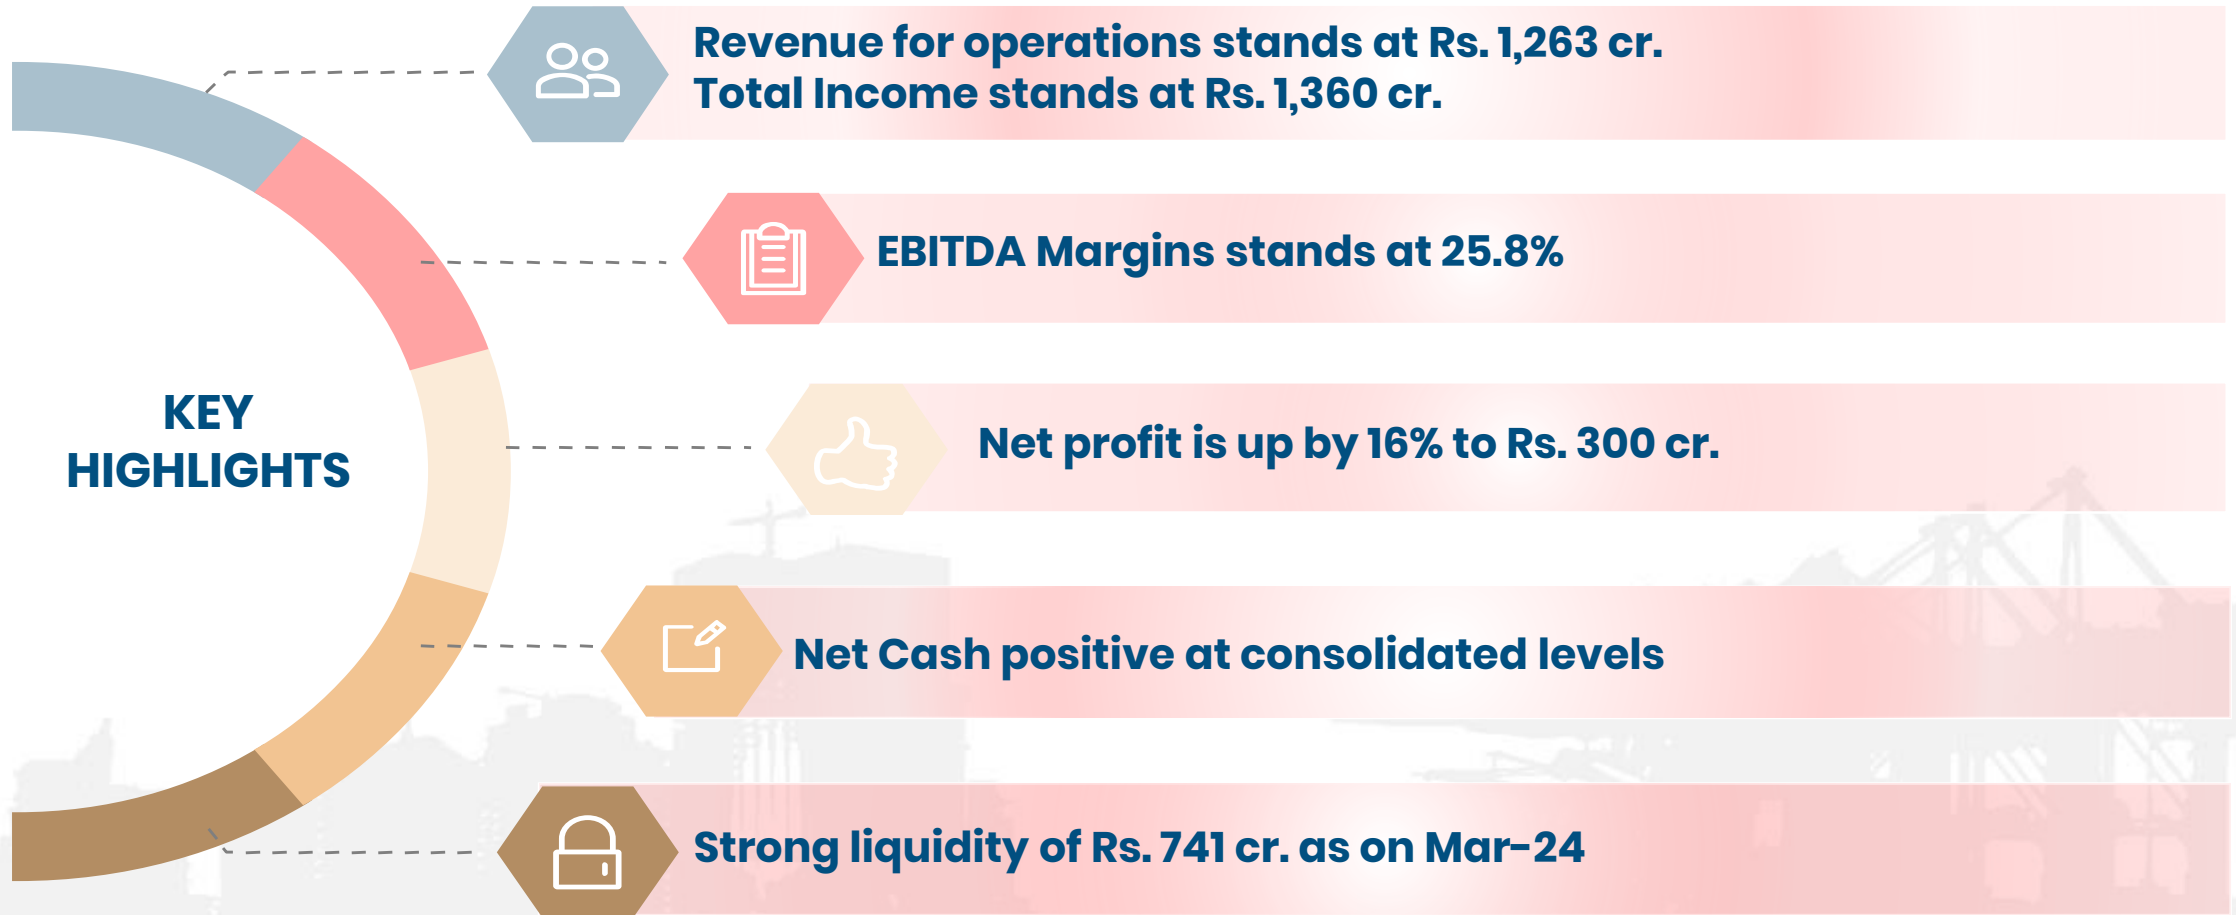 KEY
HIGHLIGHTS
Revenue for operations stands at Rs. 1,263 cr.
Total Income stands at Rs. 1,360 cr.
EBITDA Margins stands at 25.8%
Net profit is up by 16% to Rs. 300 cr.
Net Cash positive at consolidated levels
Strong liquidity of Rs. 741 cr. as on Mar-24